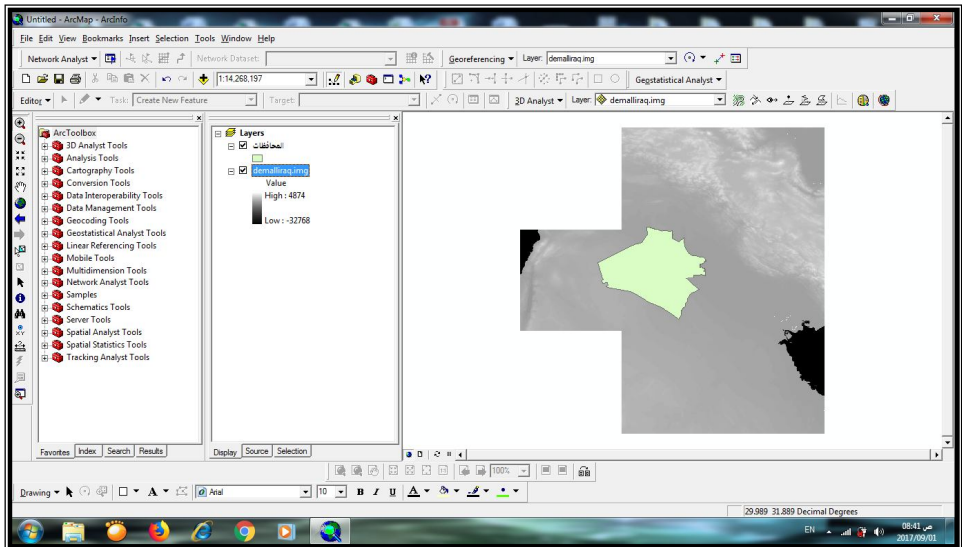 Untitled - ArcMap - ArcInfo
File Edit View Bookmarks Insert Selection Tools Window Help
Network Analyst Network Dataset: Georeferencing Layer: demalliraq.img
1:14,268,197 Geostatistical Analyst
Editor Task: Create New Feature Target: 3D Analyst Layer: demalliraq.img
ArcToolbox
3D Analyst Tools
Analysis Tools
Cartography Tools
Conversion Tools
Data Interoperability Tools
Data Management Tools
Geocoding Tools
Geostatistical Analyst Tools
Linear Referencing Tools
Mobile Tools
Multidimension Tools
Network Analyst Tools
Samples
Schematics Tools
Server Tools
Spatial Analyst Tools
Spatial Statistics Tools
Tracking Analyst Tools
Favorites Index Search Results
Layers
المحافظات
demalliraq.img
Value
High : 4874
Low : -32768
Display Source Selection
100%
Drawing A Arial 10 B I U A
29.989 31.889 Decimal Degrees
EN 08:41 ص
2017/09/01